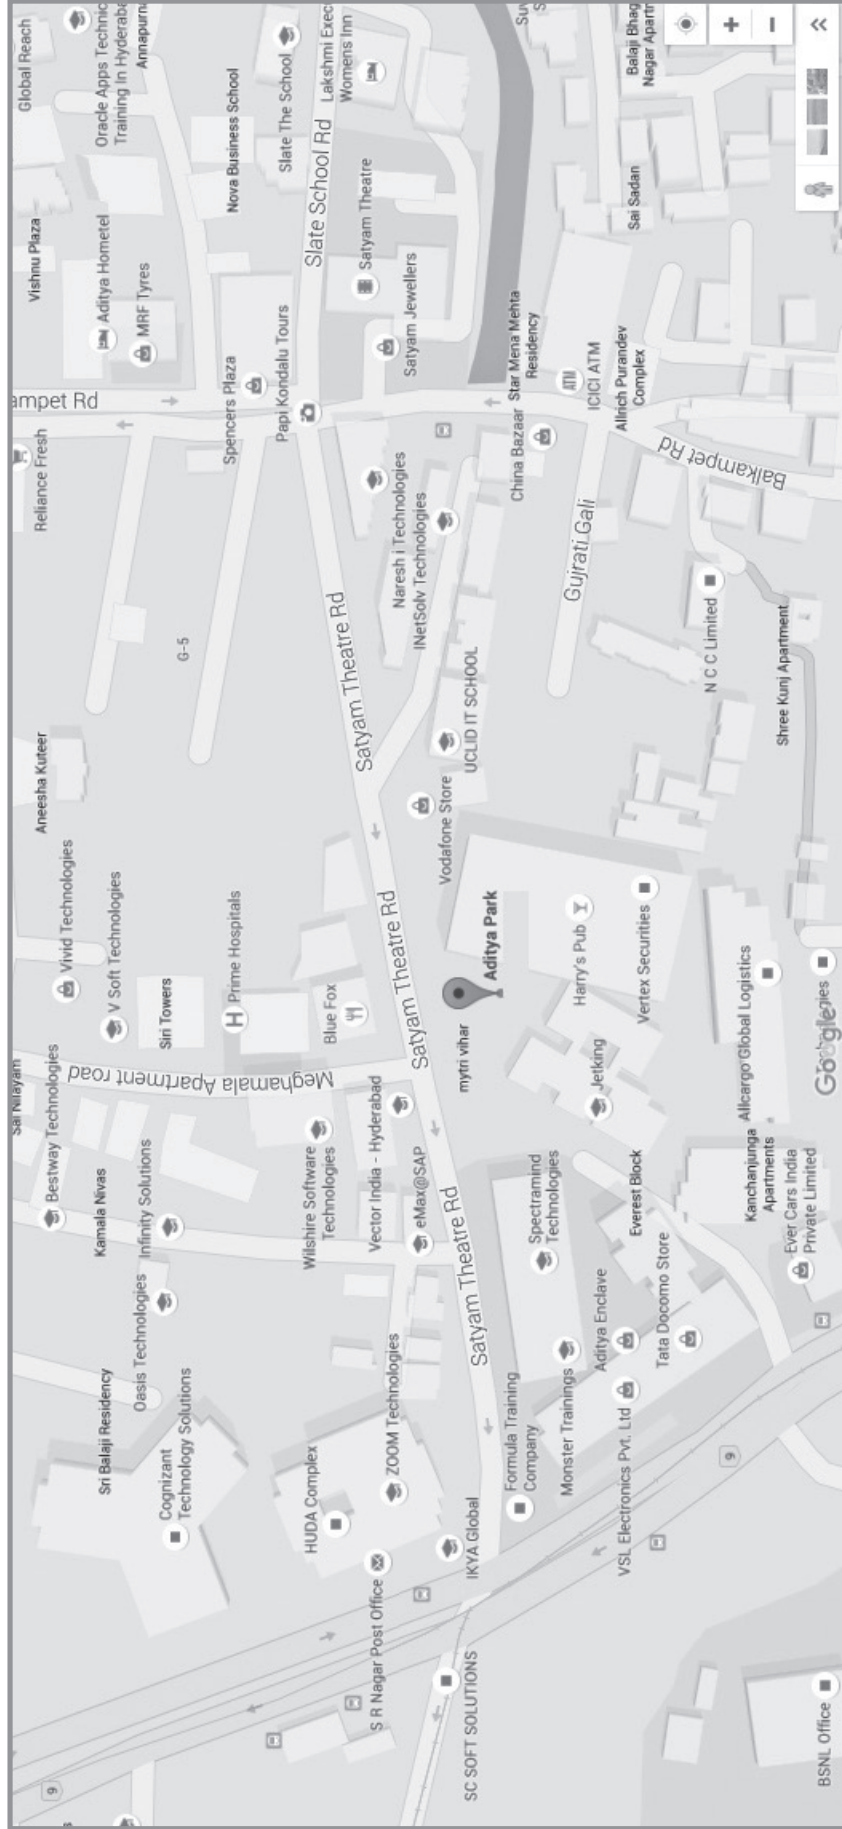 Global Reach
Oracle Apps Technic
Training In Hyderaba
Annapurna
Vishnu Plaza
Aditya Hometel
MRF Tyres
Nova Business School
Slate The School
Lakshmi Exec
Womens Inn
Slate School Rd
Satyam Theatre
Satyam Jewellers
Balaji Bhag
Nagar Apartr
Sai Sadan
ampet Rd
Reliance Fresh
Spencers Plaza
Papi Kondalu Tours
Star Mena Mehta
Residency
ATM
ICICI ATM
Allrich Purandev
Complex
China Bazaar
Balkampet Rd
Naresh i Technologies
INetSolv Technologies
Gujrati Gali
G-5
Satyam Theatre Rd
UCLID IT SCHOOL
N C C Limited
Shree Kunj Apartment
Aneesha Kuteer
Vodafone Store
Vivid Technologies
V Soft Technologies
Siri Towers
Prime Hospitals
Blue Fox
Satyam Theatre Rd
Aditya Park
mytri vihar
Harry's Pub
Vertex Securities
Allcargo Global Logistics
Google
Sai Nilayam
Bestway Technologies
Meghamala Apartment road
Kamala Nivas
Infinity Solutions
Wilshire Software
Technologies
Vector India - Hyderabad
eMax@SAP
Jetking
Spectramind
Technologies
Everest Block
Kanchanjunga
Apartments
Ever Cars India
Private Limited
Satyam Theatre Rd
Oasis Technologies
Sri Balaji Residency
Cognizant
Technology Solutions
HUDA Complex
ZOOM Technologies
Aditya Enclave
Tata Docomo Store
Formula Training
Company
Monster Trainings
VSL Electronics Pvt. Ltd
9
IKYA Global
S R Nagar Post Office
SC SOFT SOLUTIONS
BSNL Office
9